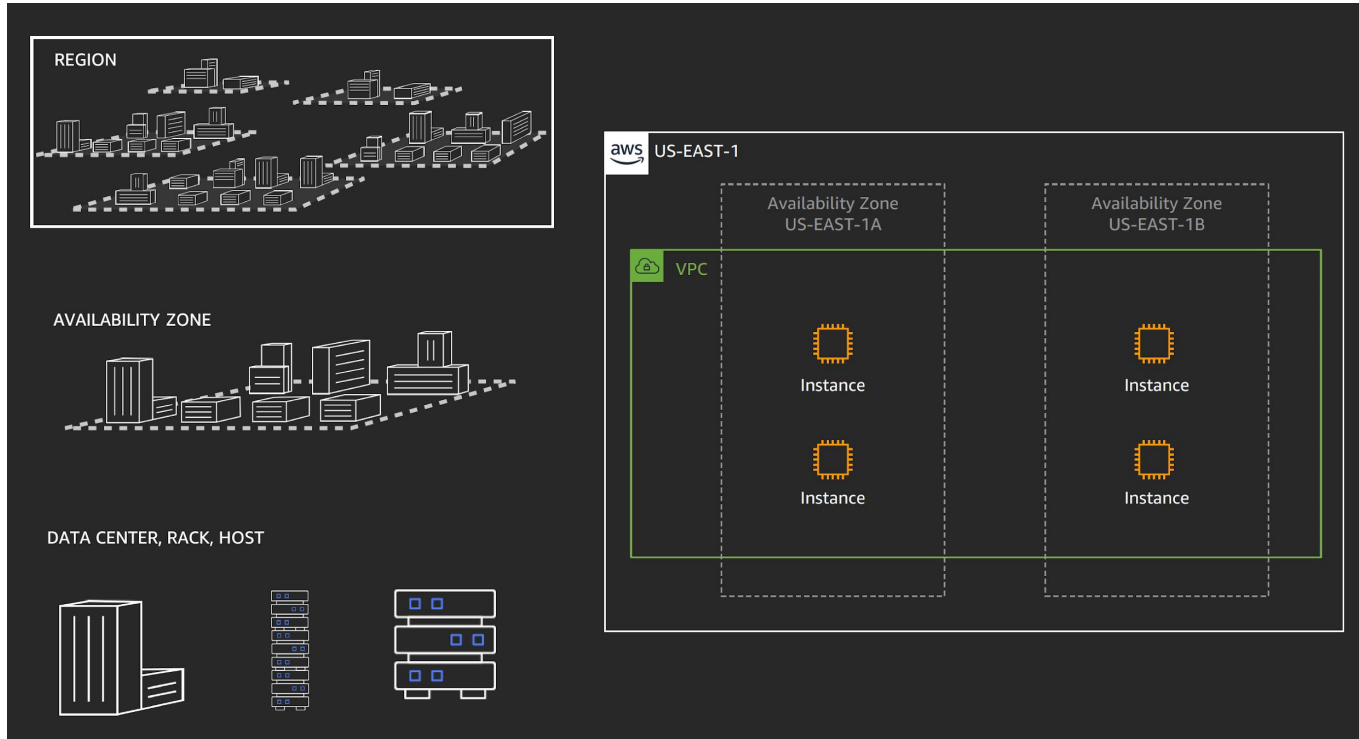 REGION
AVAILABILITY ZONE
DATA CENTER, RACK, HOST
aws
US-EAST-1
Availability Zone
US-EAST-1A
Availability Zone
US-EAST-1B
VPC
Instance
Instance
Instance
Instance